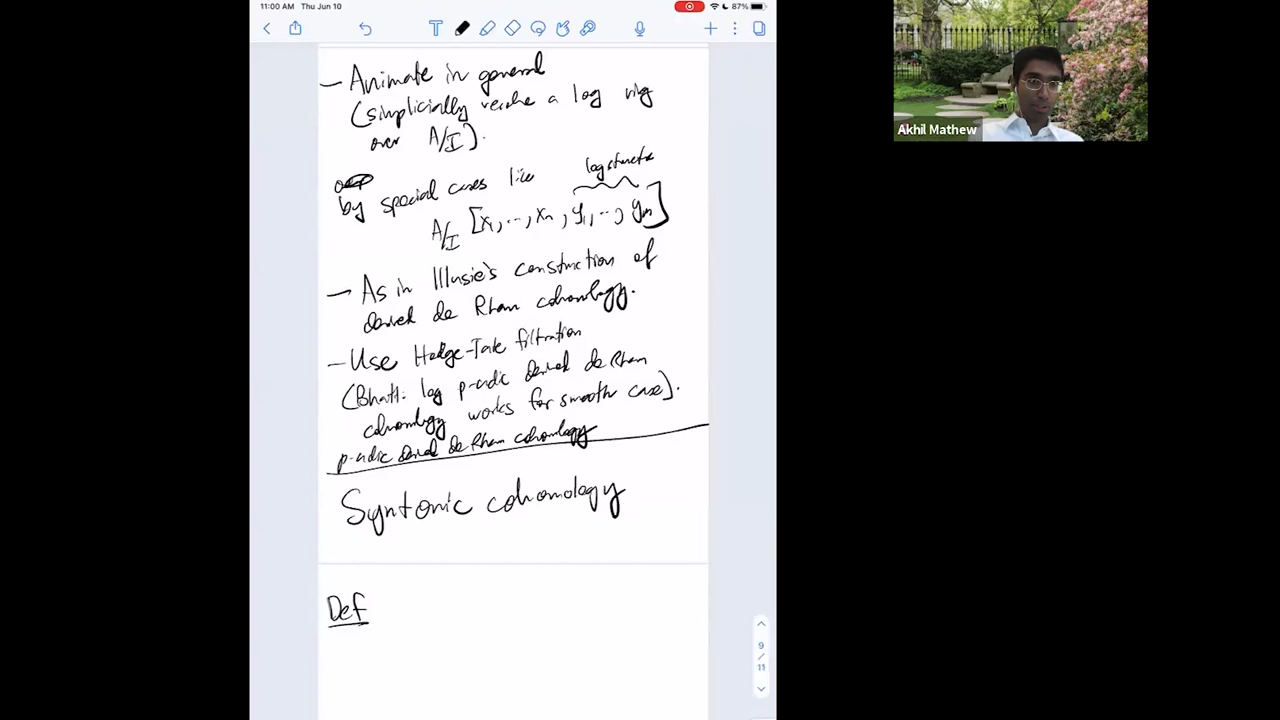 11:00 AM Thu Jun 10
87%
T
- Animate in general
(simplicially resolve a log ring
over A/I).
log structure
by special cases like
A/I [x₁, ..., xₙ, y₁, ..., yₘ]
- As in Illusie's construction of
derived de Rham cohomology.
- Use Hodge-Tate filtration
(Bhatt: log p-adic derived de Rham
cohomology works for smooth case).
p-adic derived de Rham cohomology
Syntomic cohomology
Def
9
/
11
Akhil Mathew